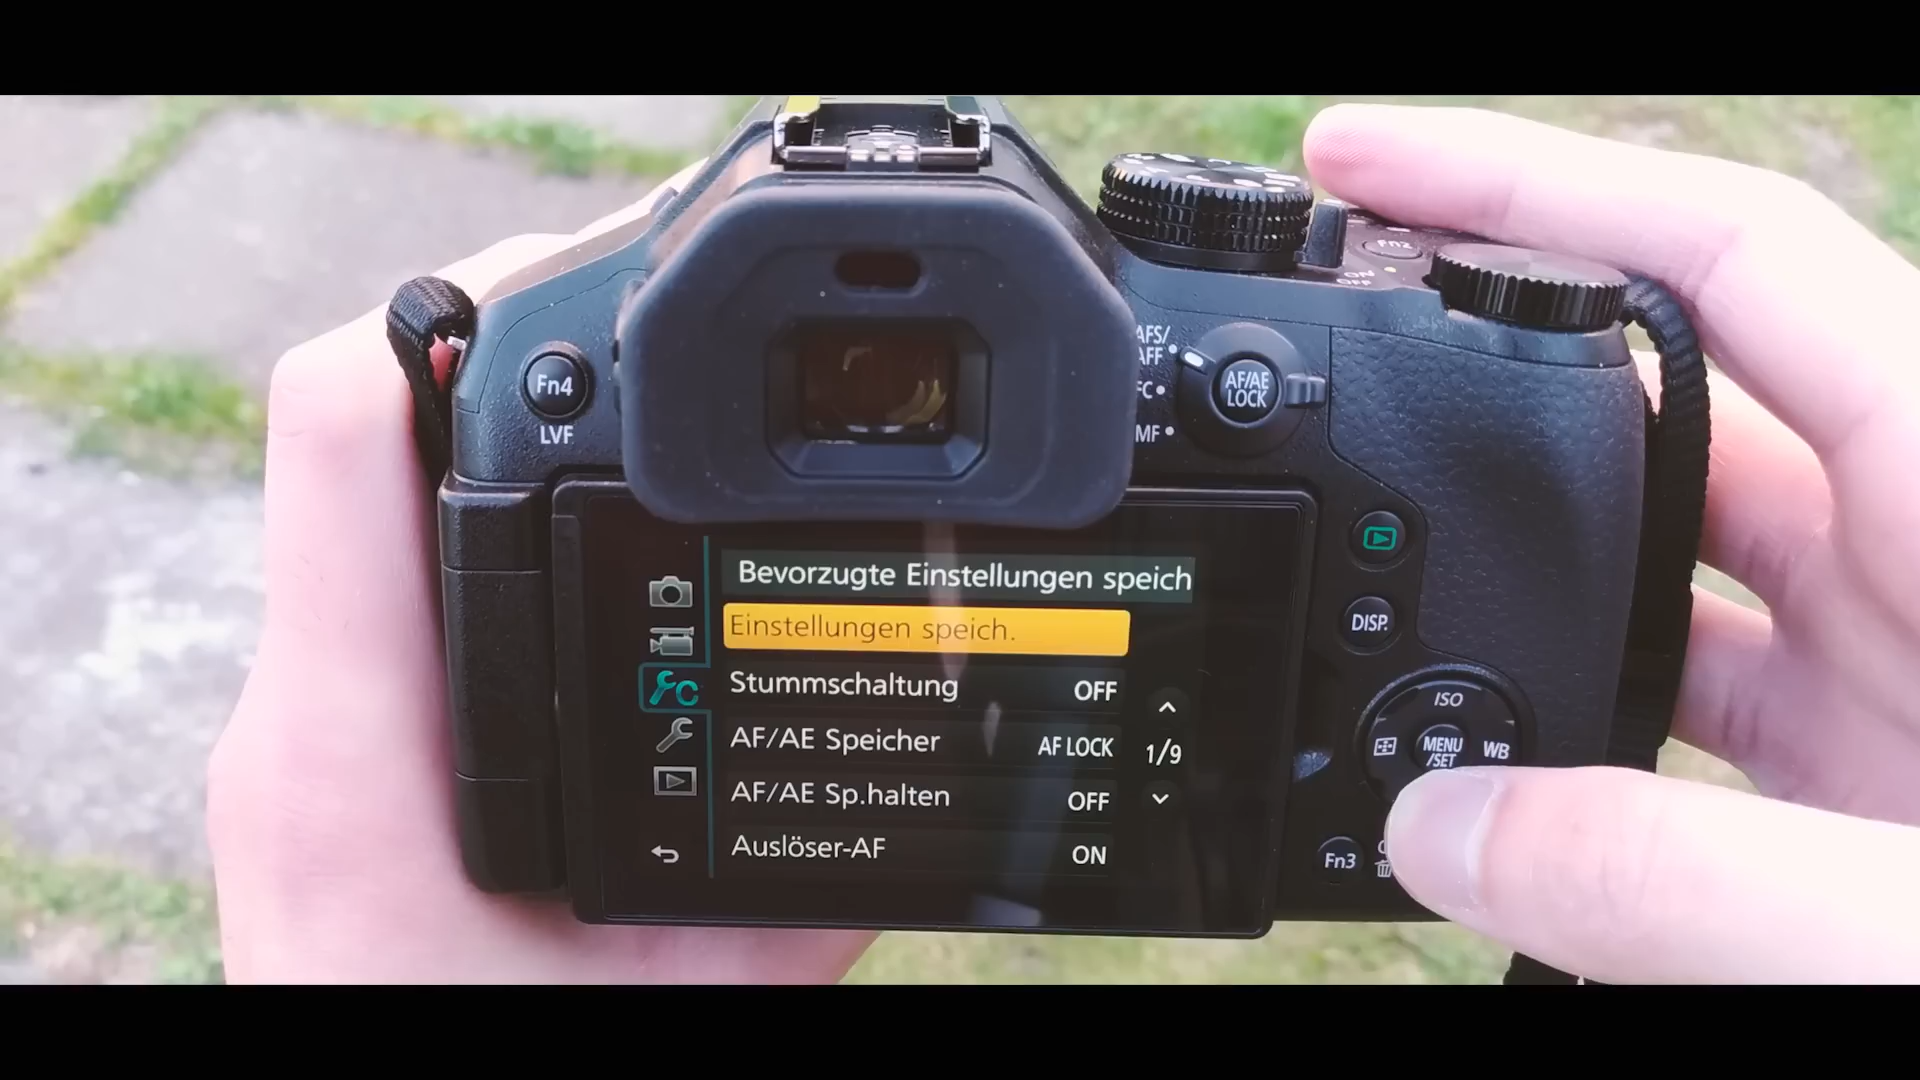 Fn2
ON
OFF
AFS/
AFF
FC
MF
AF/AE
LOCK
Fn4
LVF
Bevorzugte Einstellungen speich
Einstellungen speich.
Stummschaltung OFF
AF/AE Speicher AF LOCK
1/9
AF/AE Sp.halten OFF
Auslöser-AF ON
DISP.
ISO
MENU
/SET
WB
Fn3